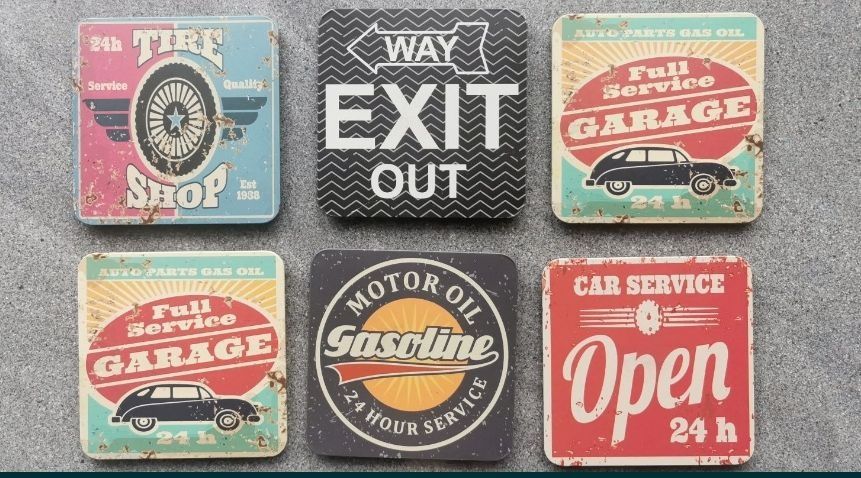 24h TIRE
Service Quality
SHOP
Est
1938
WAY
EXIT
OUT
AUTO PARTS GAS OIL
Full
Service
GARAGE
24 h
AUTO PARTS GAS OIL
Full
Service
GARAGE
24 h
MOTOR OIL
Gasoline
24 HOUR SERVICE
CAR SERVICE
Open
24 h